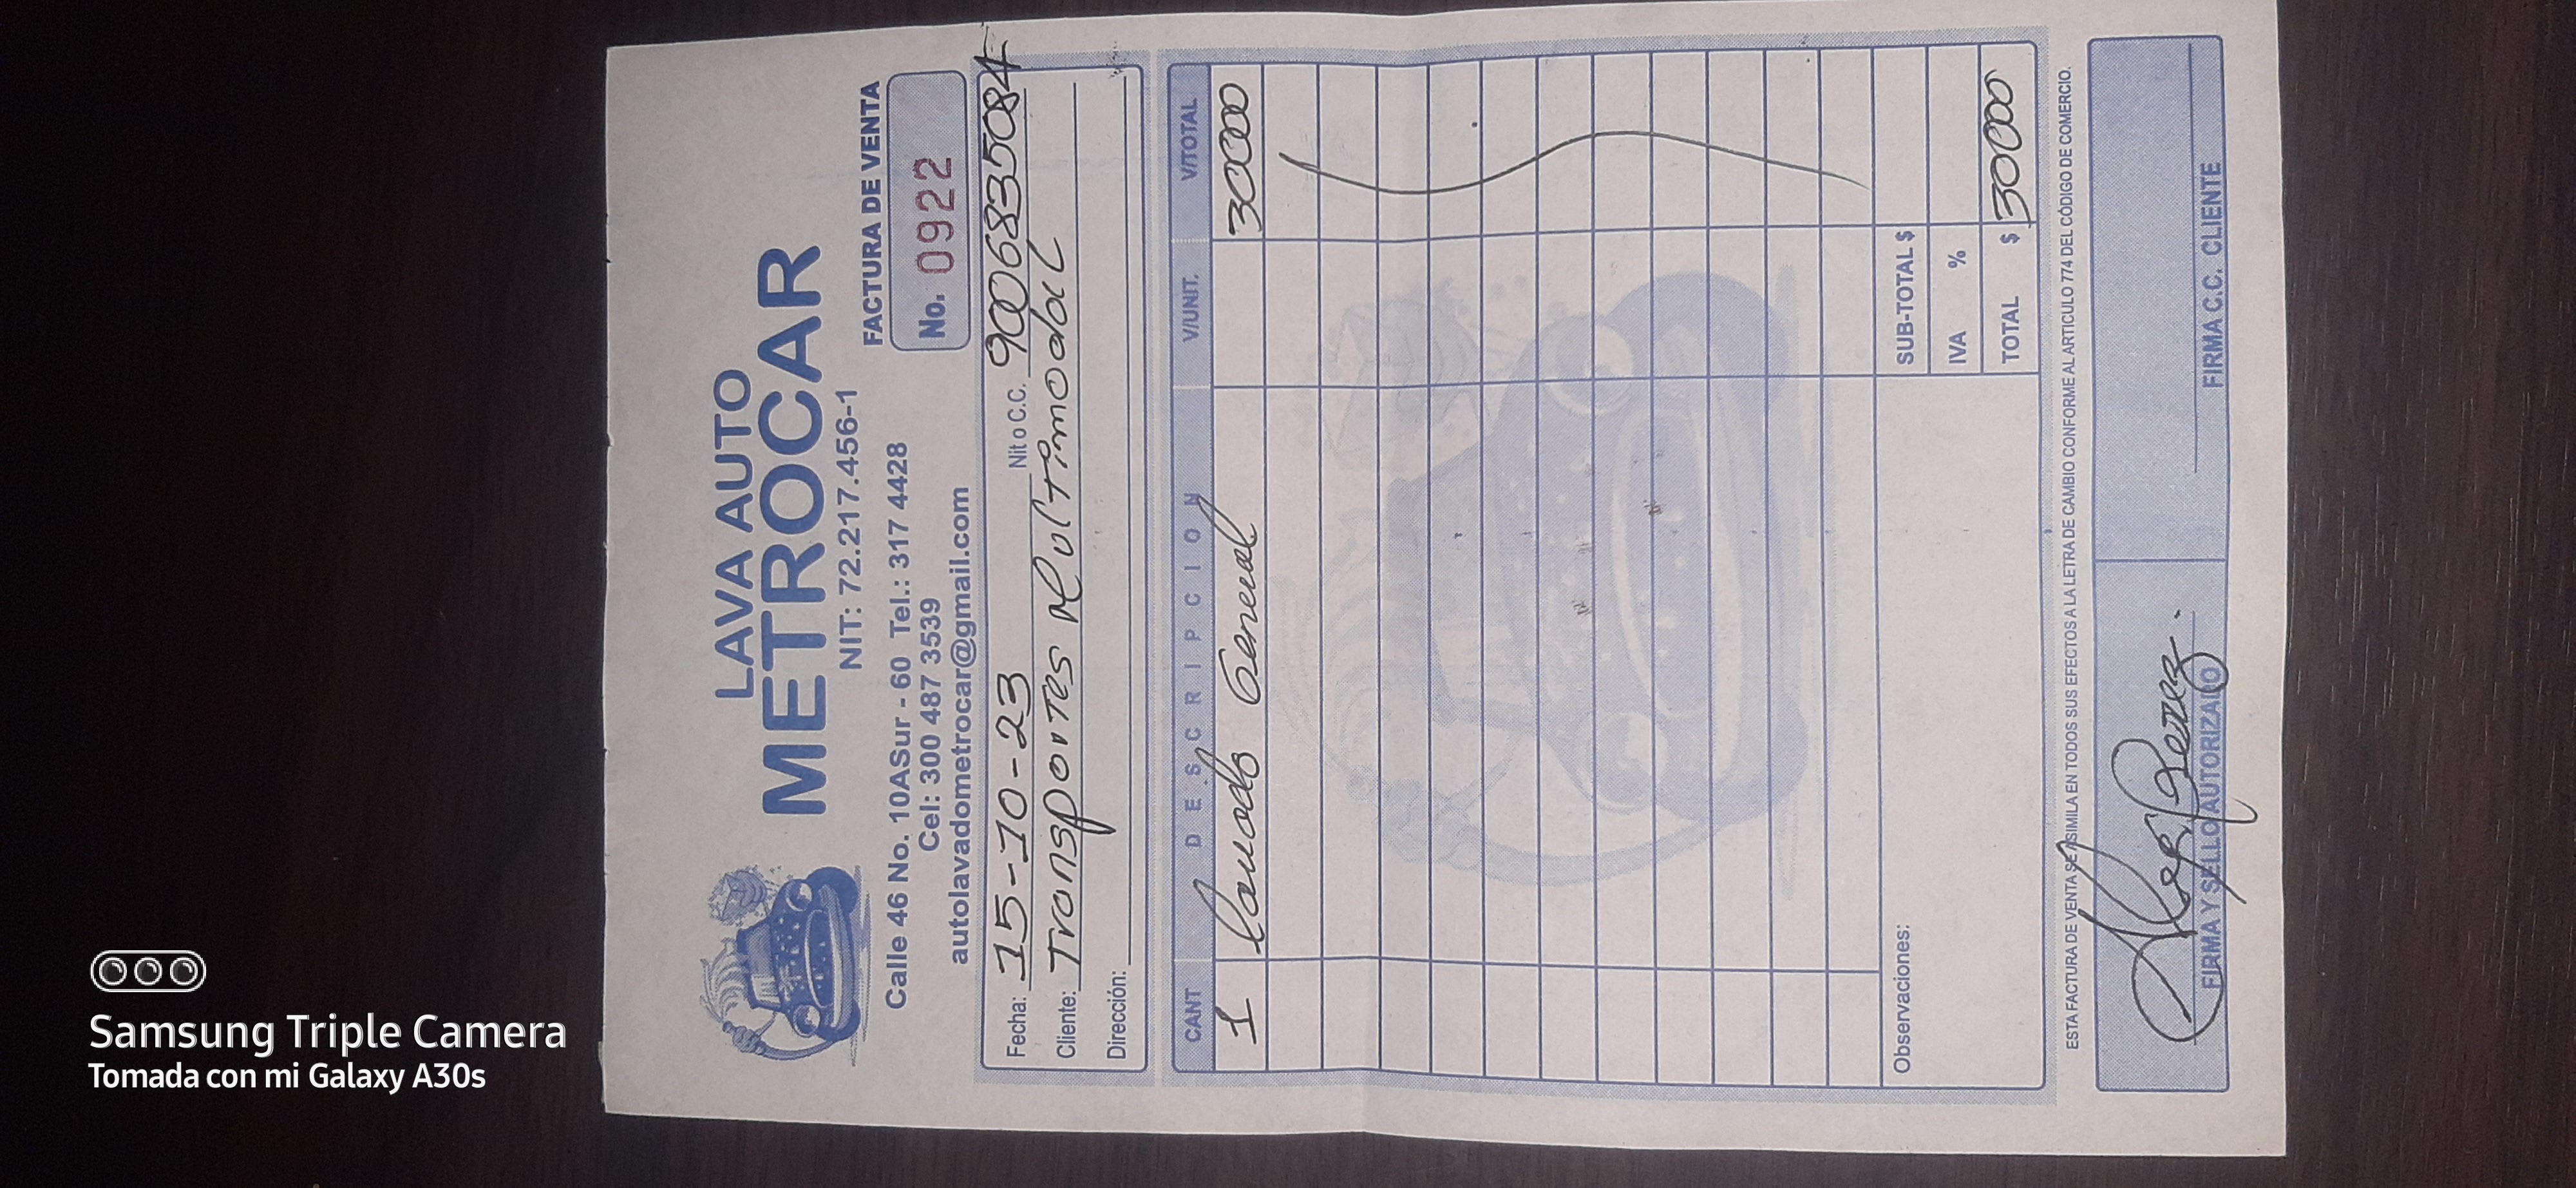 LAVA AUTO
METROCAR
NIT: 72.217.456-1
FACTURA DE VENTA
No. 0922
Calle 46 No. 10ASur - 60 Tel.: 317 4428
Cel: 300 487 3539
autolavadometrocar@gmail.com
Fecha: 15-10-23 Nit o C.C. 9006835084
Cliente: Transportes Multimodal
Dirección:
CANT DESCRIPCION V/UNIT. V/TOTAL
1 lavado General 30000
Observaciones:
SUB-TOTAL $
IVA %
TOTAL $ 30000
ESTA FACTURA DE VENTA SE ASIMILA EN TODOS SUS EFECTOS A LA LETRA DE CAMBIO CONFORME AL ARTICULO 774 DEL CÓDIGO DE COMERCIO.
FIRMA Y SELLO AUTORIZADO
FIRMA C.C. CLIENTE
Samsung Triple Camera
Tomada con mi Galaxy A30s